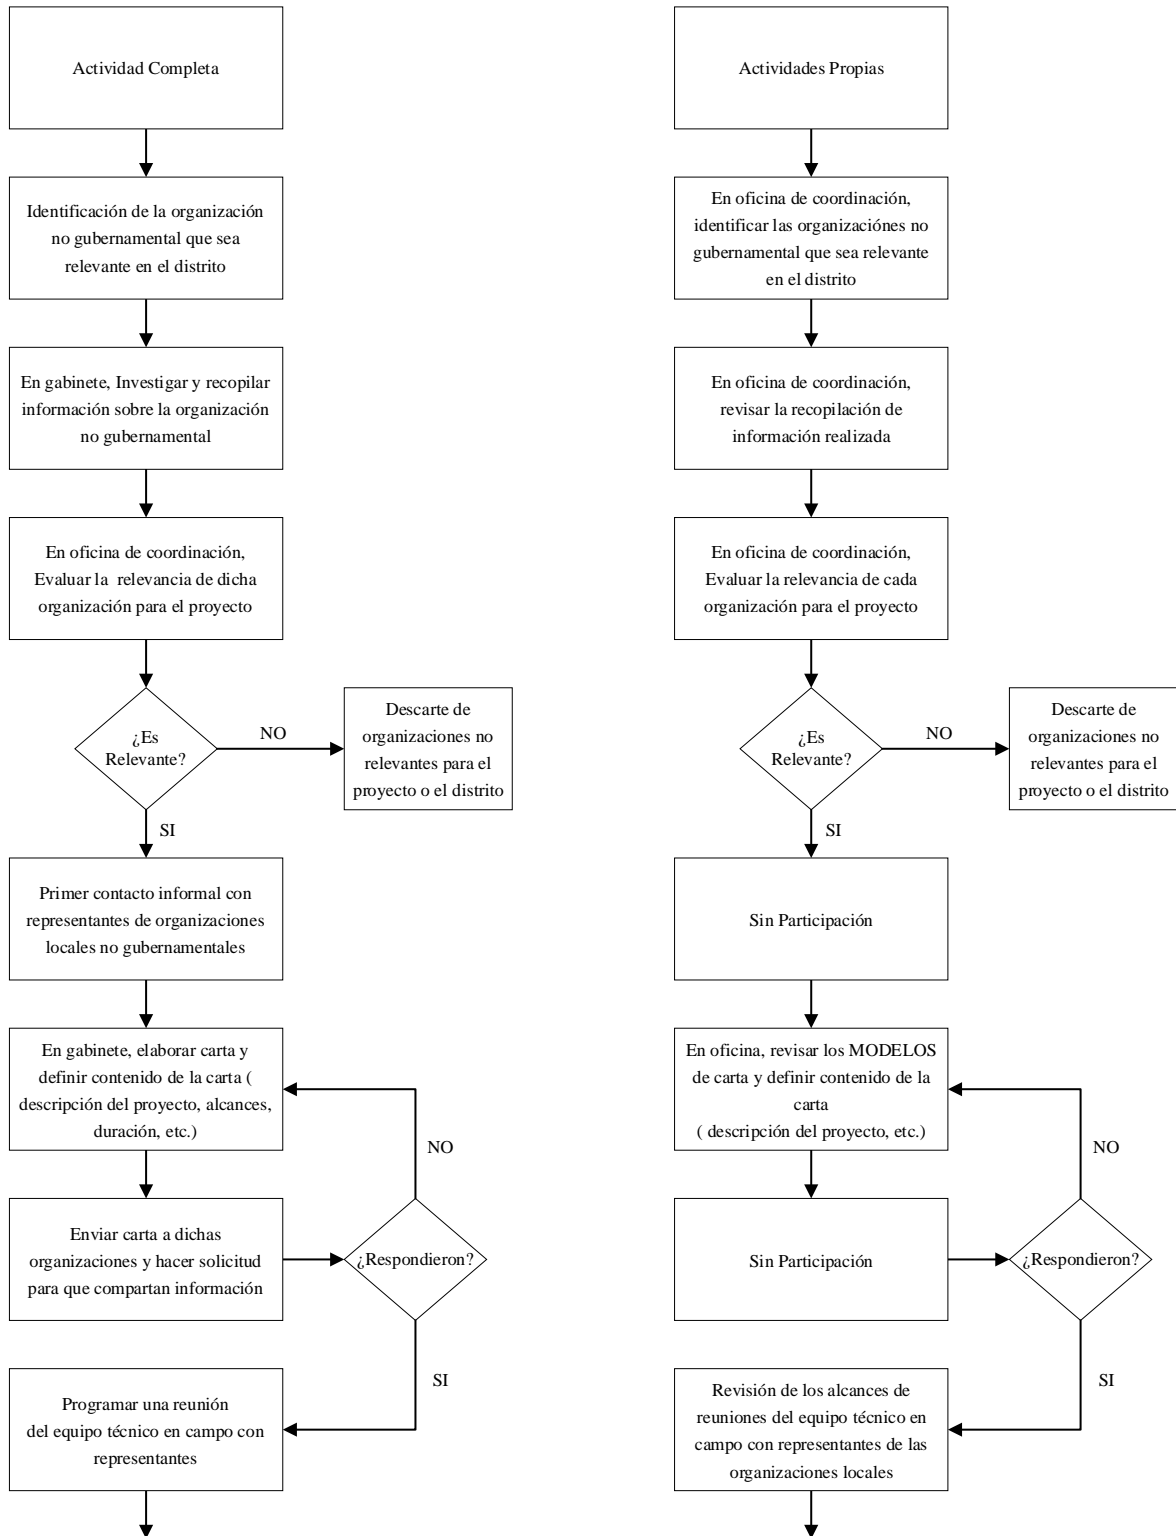 Actividad Completa
Identificación de la organización
no gubernamental que sea
relevante en el distrito
En gabinete, Investigar y recopilar
información sobre la organización
no gubernamental
En oficina de coordinación,
Evaluar la  relevancia de dicha
organización para el proyecto
¿Es
Relevante?
NO
Descarte de
organizaciones no
relevantes para el
proyecto o el distrito
SI
Primer contacto informal con
representantes de organizaciones
locales no gubernamentales
En gabinete, elaborar carta y
definir contenido de la carta (
descripción del proyecto, alcances,
duración, etc.)
NO
Enviar carta a dichas
organizaciones y hacer solicitud
para que compartan información
¿Respondieron?
SI
Programar una reunión
del equipo técnico en campo con
representantes
Actividades Propias
En oficina de coordinación,
identificar las organizaciónes no
gubernamental que sea relevante
en el distrito
En oficina de coordinación,
revisar la recopilación de
información realizada
En oficina de coordinación,
Evaluar la relevancia de cada
organización para el proyecto
¿Es
Relevante?
NO
Descarte de
organizaciones no
relevantes para el
proyecto o el distrito
SI
Sin Participación
En oficina, revisar los MODELOS
de carta y definir contenido de la
carta
( descripción del proyecto, etc.)
NO
Sin Participación
¿Respondieron?
SI
Revisión de los alcances de
reuniones del equipo técnico en
campo con representantes de las
organizaciones locales